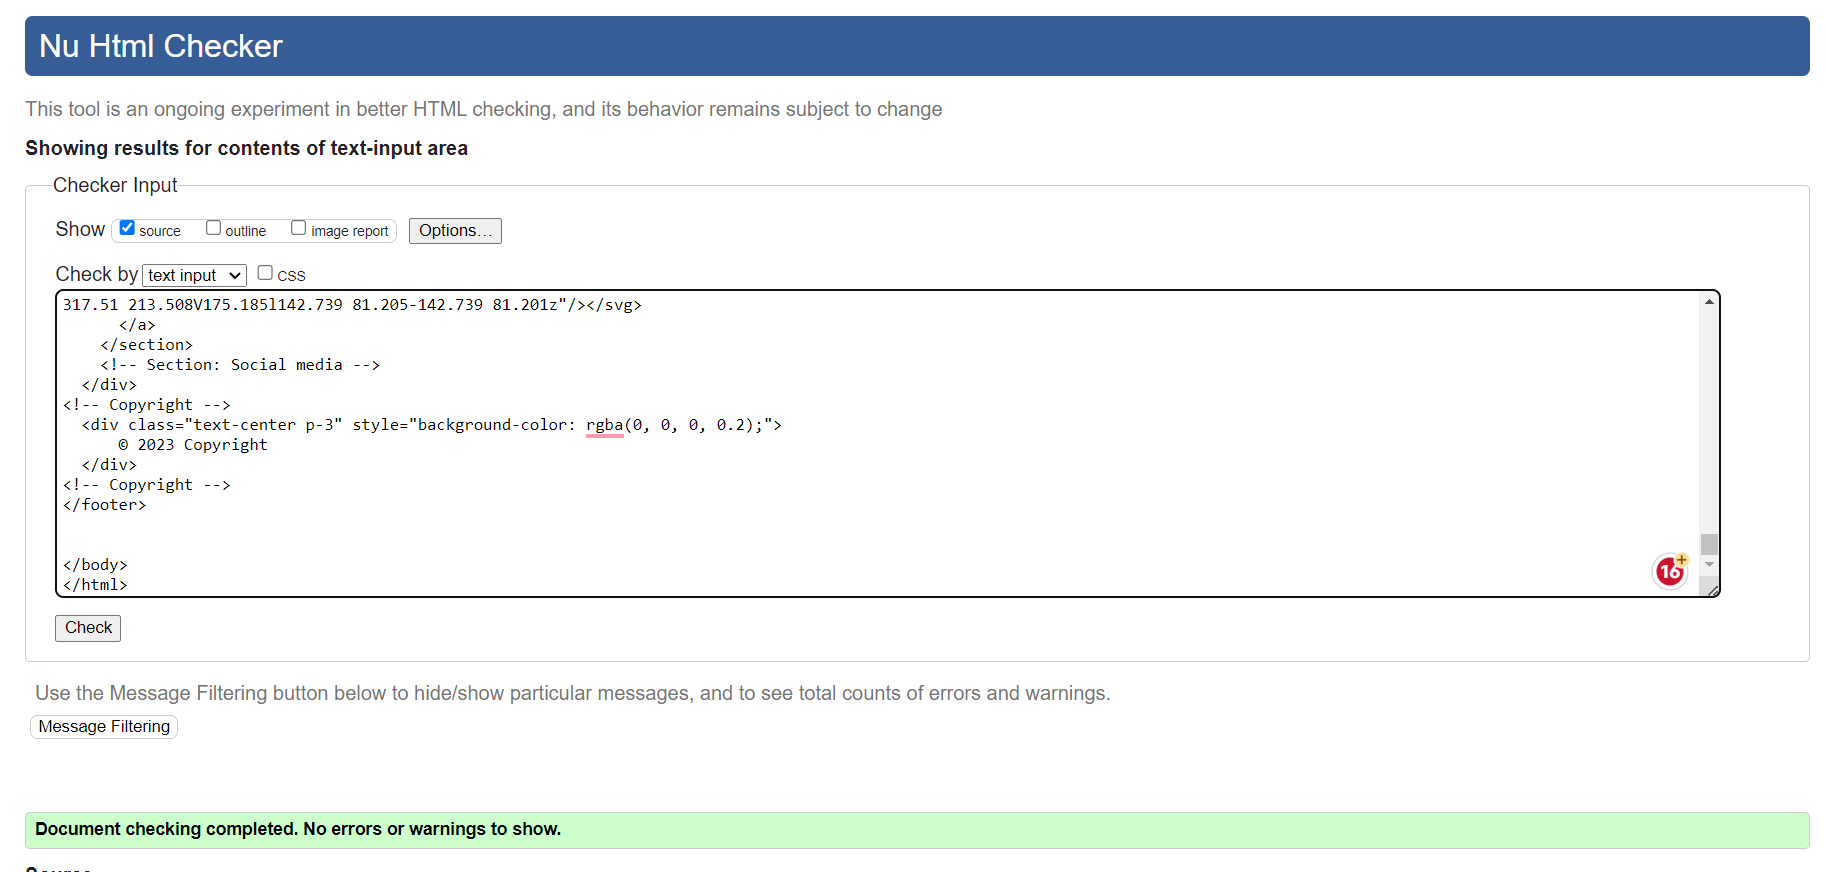 Nu Html Checker
This tool is an ongoing experiment in better HTML checking, and its behavior remains subject to change
Showing results for contents of text-input area
Checker Input
Show source outline image report Options...
Check by text input CSS
317.51 213.508V175.185l142.739 81.205-142.739 81.201z"/></svg>
</a>
</section>
<!-- Section: Social media -->
</div>
<!-- Copyright -->
<div class="text-center p-3" style="background-color: rgba(0, 0, 0, 0.2);">
© 2023 Copyright
</div>
<!-- Copyright -->
</footer>
</body>
</html>
16+
Check
Use the Message Filtering button below to hide/show particular messages, and to see total counts of errors and warnings.
Message Filtering
Document checking completed. No errors or warnings to show.